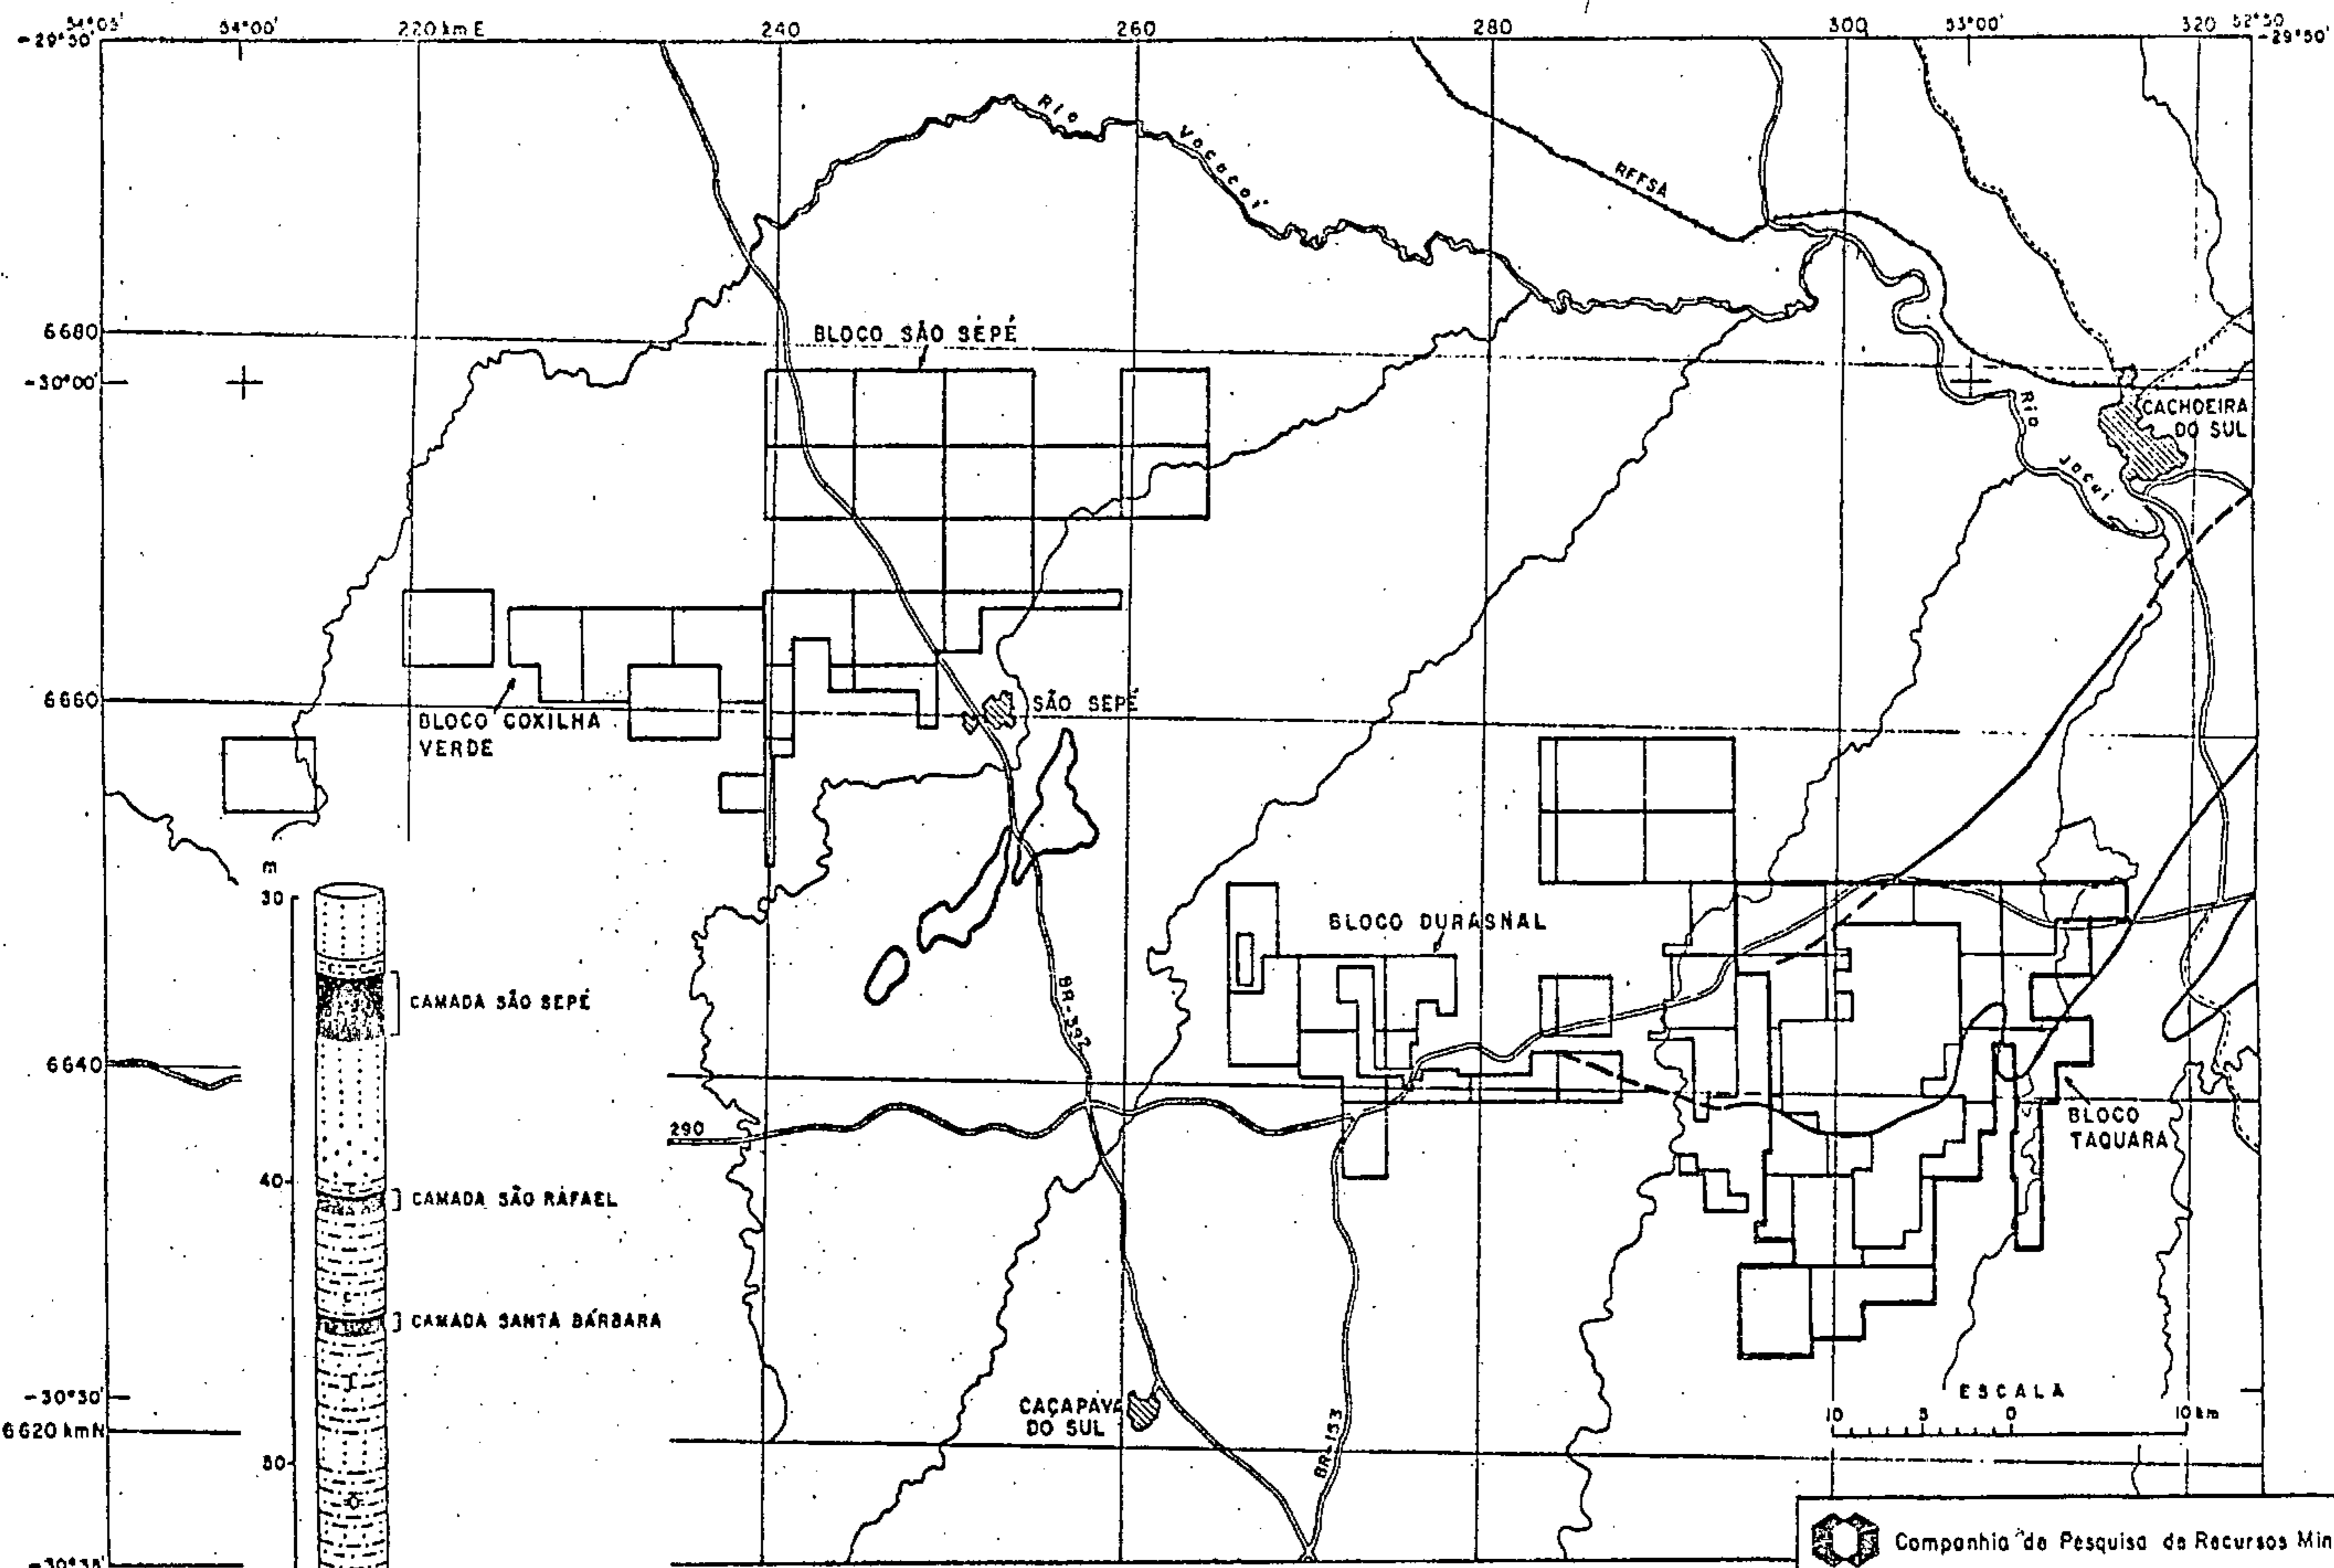 54°05'
54°00'
220 km E
240
260
280
300
53°00'
320
52°50
-29°50'
-29°50'
Rio
Vacacaí
RFFSA
6680
BLOCO SÃO SÉPÉ
-30°00'
CACHOEIRA
DO SUL
Rio
Jacuí
6660
BLOCO COXILHA
VERDE
SÃO SEPÉ
m
30
BLOCO DURASNAL
CAMADA SÃO SEPÉ
BR-392
6640
290
BLOCO
TAQUARA
40
CAMADA SÃO RAFAEL
CAMADA SANTA BÁRBARA
-30°30'
CAÇAPAVA
DO SUL
BR-153
ESCALA
10 5 0 10 km
6620 kmN
50
-30°35'
Companhia de Pesquisa de Recursos Min